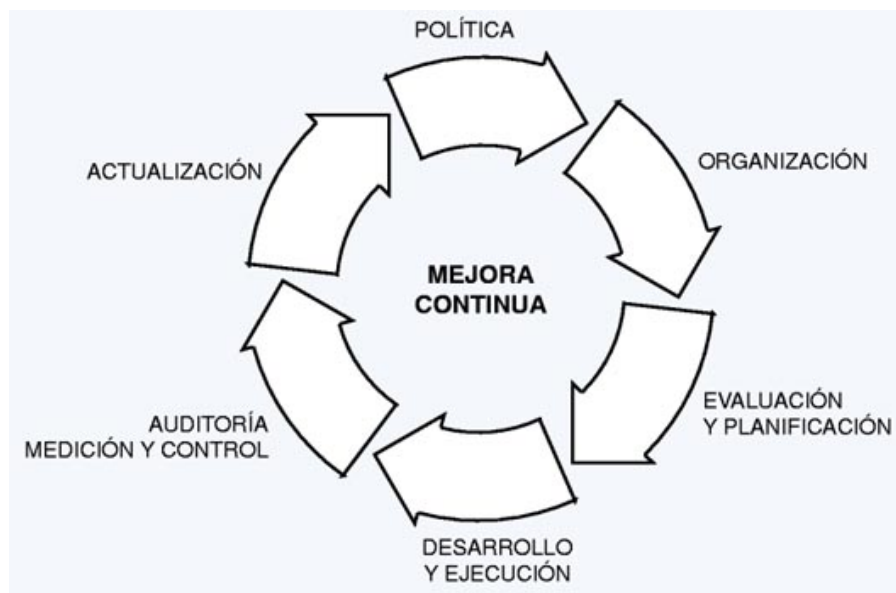 POLÍTICA
ORGANIZACIÓN
EVALUACIÓN
Y PLANIFICACIÓN
DESARROLLO
Y EJECUCIÓN
AUDITORÍA
MEDICIÓN Y CONTROL
ACTUALIZACIÓN
MEJORA
CONTINUA